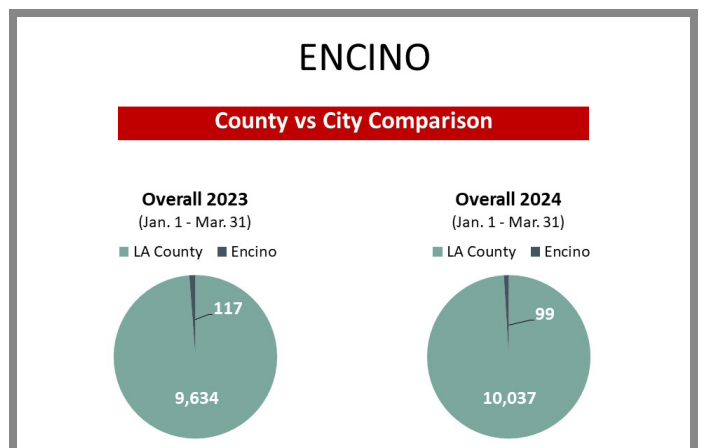 ENCINO
County vs City Comparison
Overall 2023
(Jan. 1 - Mar. 31)
LA County Encino
117
9,634
Overall 2024
(Jan. 1 - Mar. 31)
LA County Encino
99
10,037